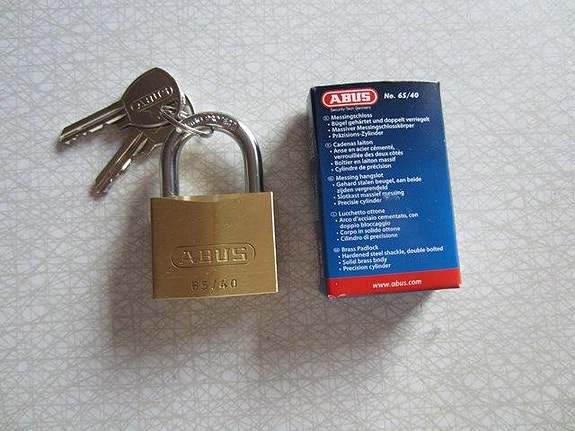 ABUS
ABUS
65/40
ABUS
Security Tech Germany
No. 65/40
Messingschloss
• Bügel gehärtet und doppelt verriegelt
• Massiver Messingschlosskörper
• Präzisions-Zylinder
Cadenas laiton
• Anse en acier cémenté,
verrouillée des deux côtés
• Boîtier en laiton massif
• Cylindre de précision
Messing hangslot
• Gehard stalen beugel, aan beide
zijden vergrendeld
• Slotkast massief messing
• Precisie cylinder
Lucchetto ottone
• Arco d'acciaio cementato, con
doppio bloccaggio
• Corpo in solido ottone
• Cilindro di precisione
Brass Padlock
• Hardened steel shackle, double bolted
• Solid brass body
• Precision cylinder
www.abus.com